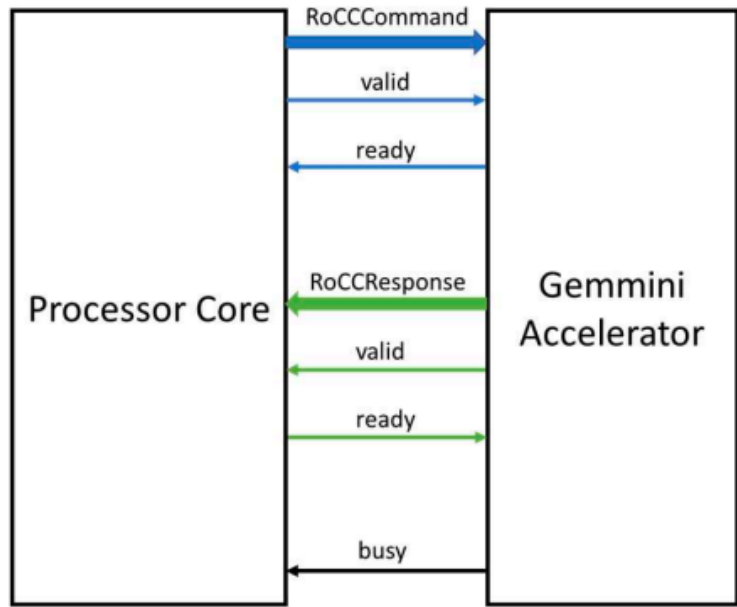 RoCCCommand
valid
ready
RoCCResponse
valid
ready
busy
Processor Core
Gemmini
Accelerator